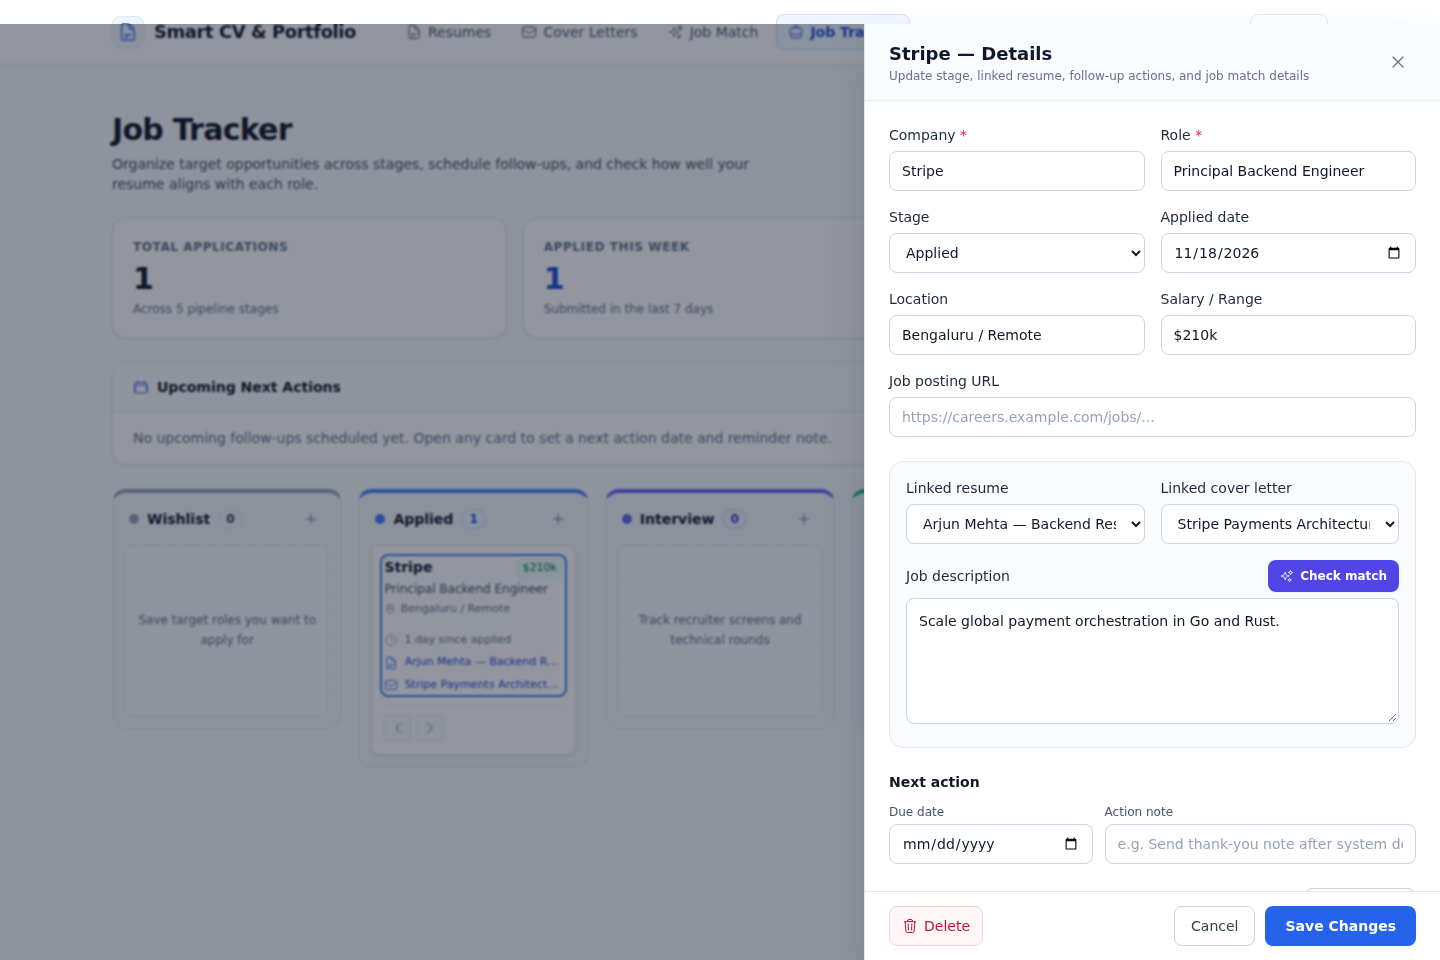 Smart CV & Portfolio
Resumes
Cover Letters
Job Match
Job Tra
Job Tracker
Organize target opportunities across stages, schedule follow-ups, and check how well your
resume aligns with each role.
TOTAL APPLICATIONS
1
Across 5 pipeline stages
APPLIED THIS WEEK
1
Submitted in the last 7 days
Upcoming Next Actions
No upcoming follow-ups scheduled yet. Open any card to set a next action date and reminder note.
Wishlist 0
Save target roles you want to
apply for
Applied 1
Stripe $210k
Principal Backend Engineer
Bengaluru / Remote
1 day since applied
Arjun Mehta — Backend R...
Stripe Payments Architect...
Interview 0
Track recruiter screens and
technical rounds
Stripe — Details
Update stage, linked resume, follow-up actions, and job match details
Company * Role *
Stripe Principal Backend Engineer
Stage Applied date
Applied 11/18/2026
Location Salary / Range
Bengaluru / Remote $210k
Job posting URL
https://careers.example.com/jobs/...
Linked resume Linked cover letter
Arjun Mehta — Backend Res Stripe Payments Architectur
Job description Check match
Scale global payment orchestration in Go and Rust.
Next action
Due date Action note
mm/dd/yyyy e.g. Send thank-you note after system de
Delete Cancel Save Changes